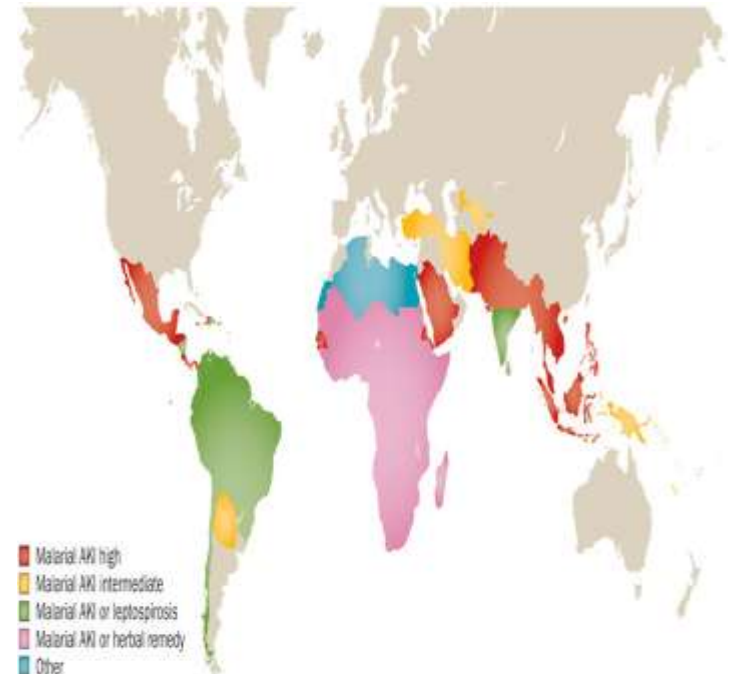 Malarial AKI high
Malarial AKI intermediate
Malarial AKI or leptospirosis
Malarial AKI or herbal remedy
Other